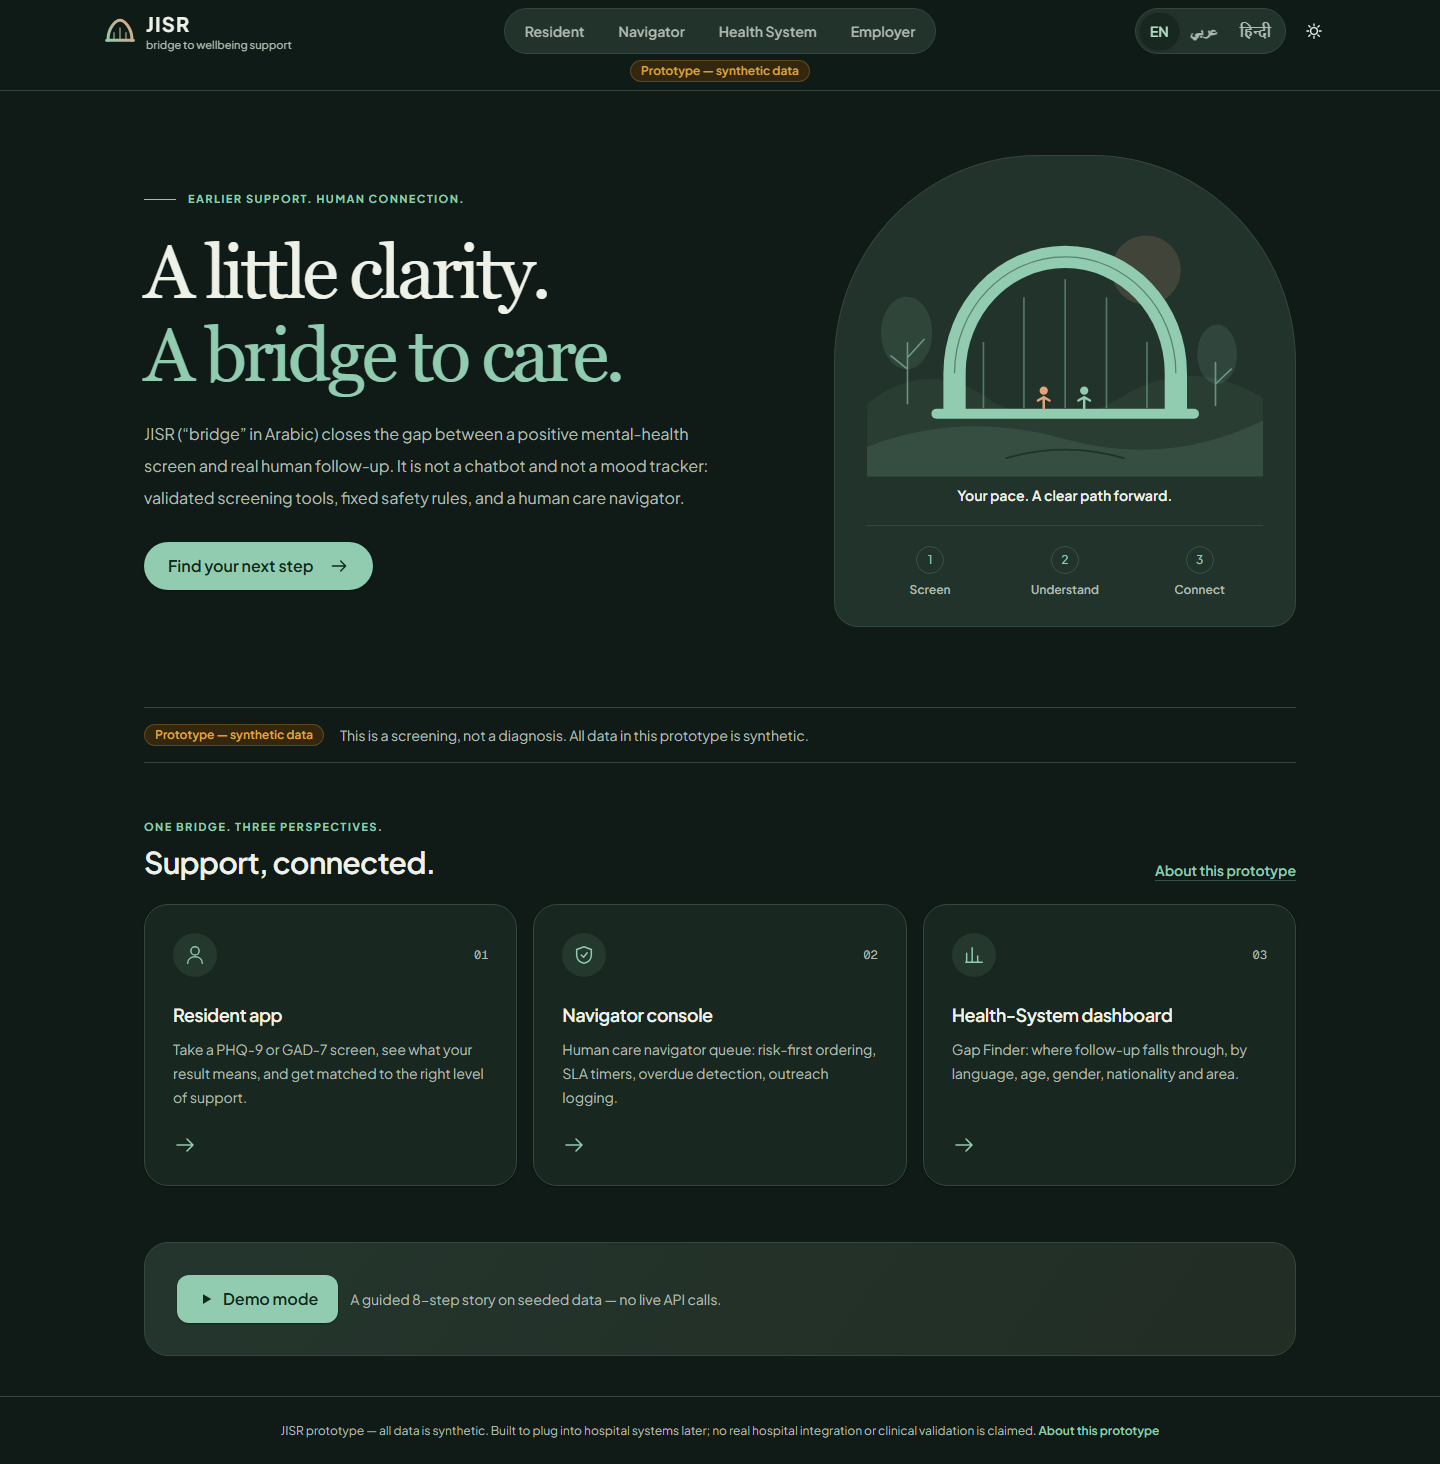 JISR
bridge to wellbeing support
Resident
Navigator
Health System
Employer
EN
عربي
हिन्दी
Prototype — synthetic data
EARLIER SUPPORT. HUMAN CONNECTION.
A little clarity.
A bridge to care.
JISR (“bridge” in Arabic) closes the gap between a positive mental-health
screen and real human follow-up. It is not a chatbot and not a mood tracker:
validated screening tools, fixed safety rules, and a human care navigator.
Find your next step
Your pace. A clear path forward.
1
2
3
Screen
Understand
Connect
Prototype — synthetic data
This is a screening, not a diagnosis. All data in this prototype is synthetic.
ONE BRIDGE. THREE PERSPECTIVES.
Support, connected.
About this prototype
01
Resident app
Take a PHQ-9 or GAD-7 screen, see what your
result means, and get matched to the right level
of support.
02
Navigator console
Human care navigator queue: risk-first ordering,
SLA timers, overdue detection, outreach
logging.
03
Health-System dashboard
Gap Finder: where follow-up falls through, by
language, age, gender, nationality and area.
Demo mode
A guided 8-step story on seeded data — no live API calls.
JISR prototype — all data is synthetic. Built to plug into hospital systems later; no real hospital integration or clinical validation is claimed. About this prototype